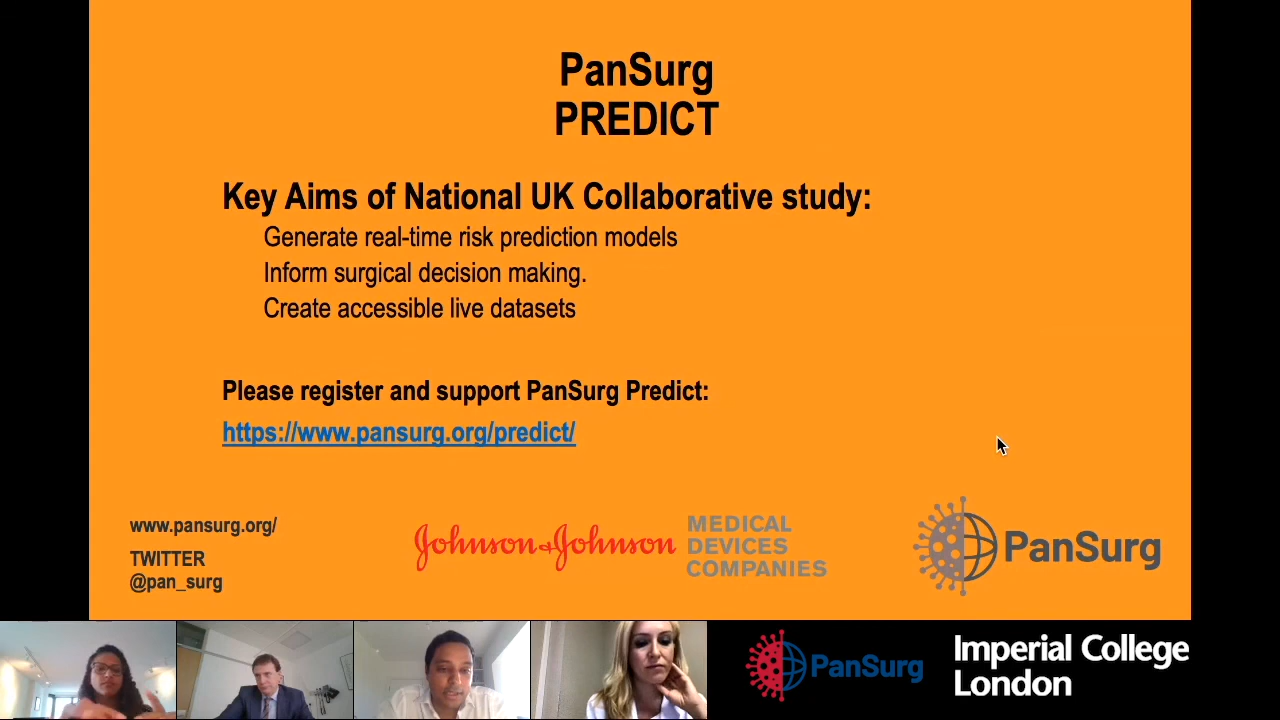 PanSurg
PREDICT
Key Aims of National UK Collaborative study:
Generate real-time risk prediction models
Inform surgical decision making.
Create accessible live datasets
Please register and support PanSurg Predict:
https://www.pansurg.org/predict/
www.pansurg.org/
TWITTER
@pan_surg
Johnson & Johnson
MEDICAL
DEVICES
COMPANIES
PanSurg
PanSurg
Imperial College
London